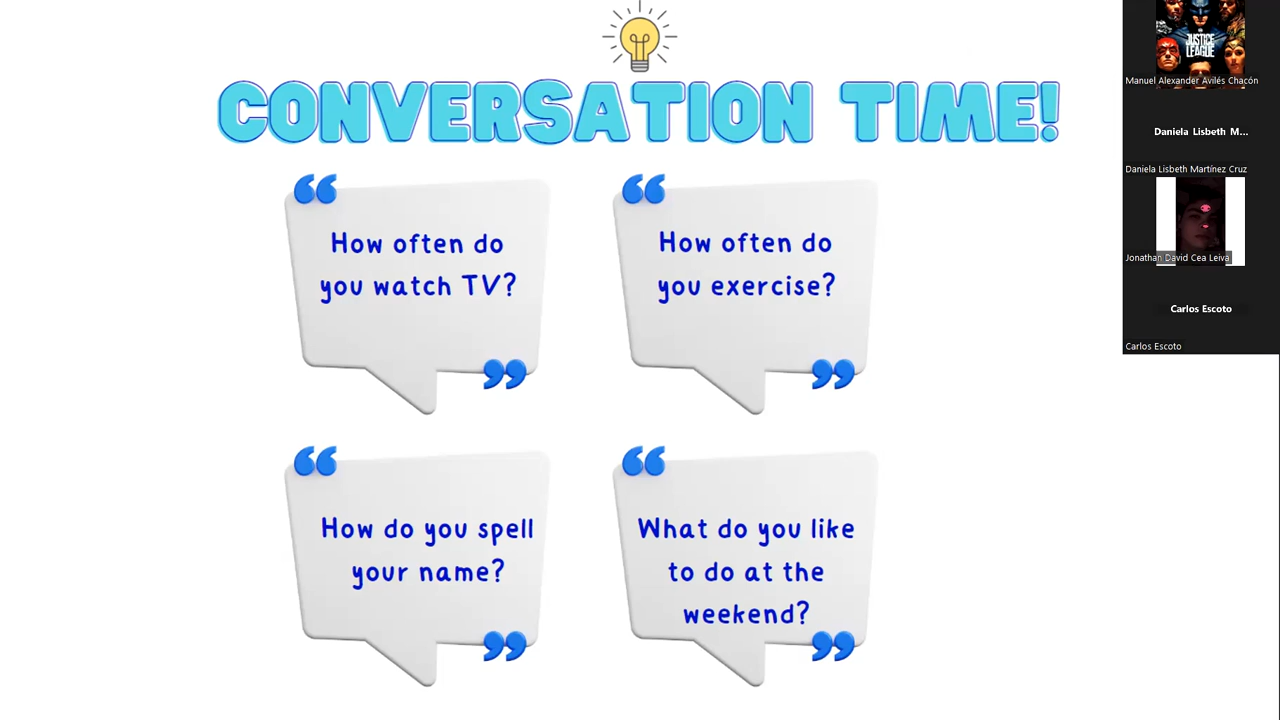 CONVERSATION TIME!
How often do
you watch TV?
How often do
you exercise?
How do you spell
your name?
What do you like
to do at the
weekend?
JUSTICE
LEAGUE
Manuel Alexander Avilés Chacón
Daniela Lisbeth M...
Daniela Lisbeth Martínez Cruz
Jonathan David Cea Leiva
Carlos Escoto
Carlos Escoto